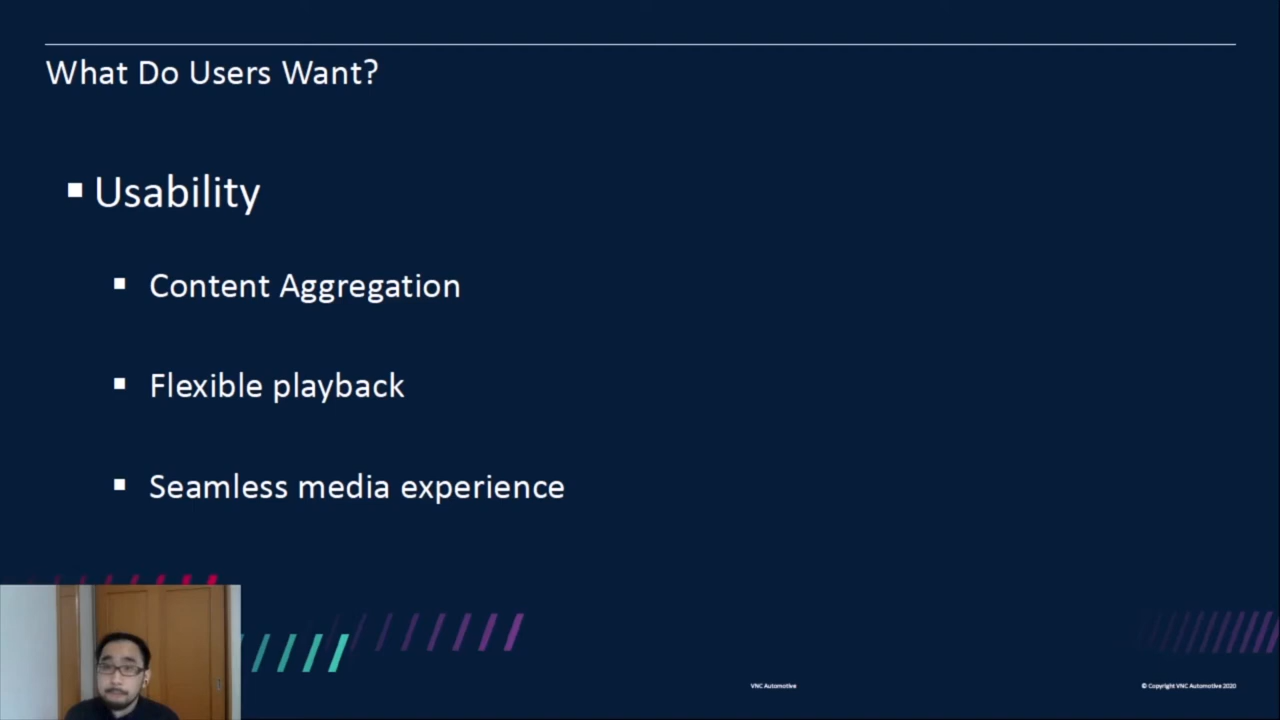 What Do Users Want?
Usability
Content Aggregation
Flexible playback
Seamless media experience
VNC Automotive
© Copyright VNC Automotive 2020